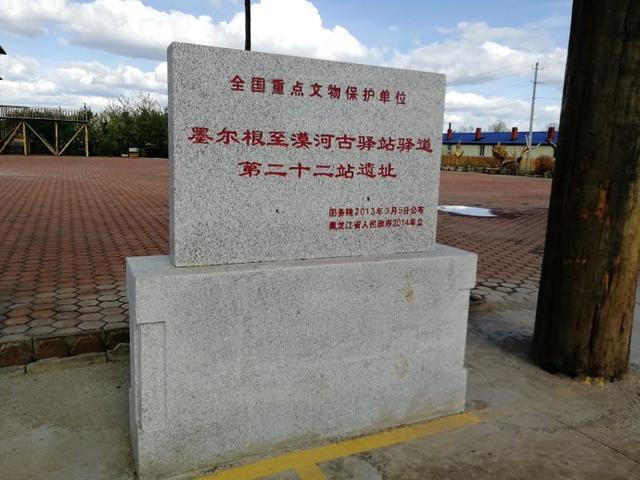 全国重点文物保护单位
墨尔根至漠河古驿站驿道
第二十二站遗址
国务院2013年3月5日公布
黑龙江省人民政府2014年立